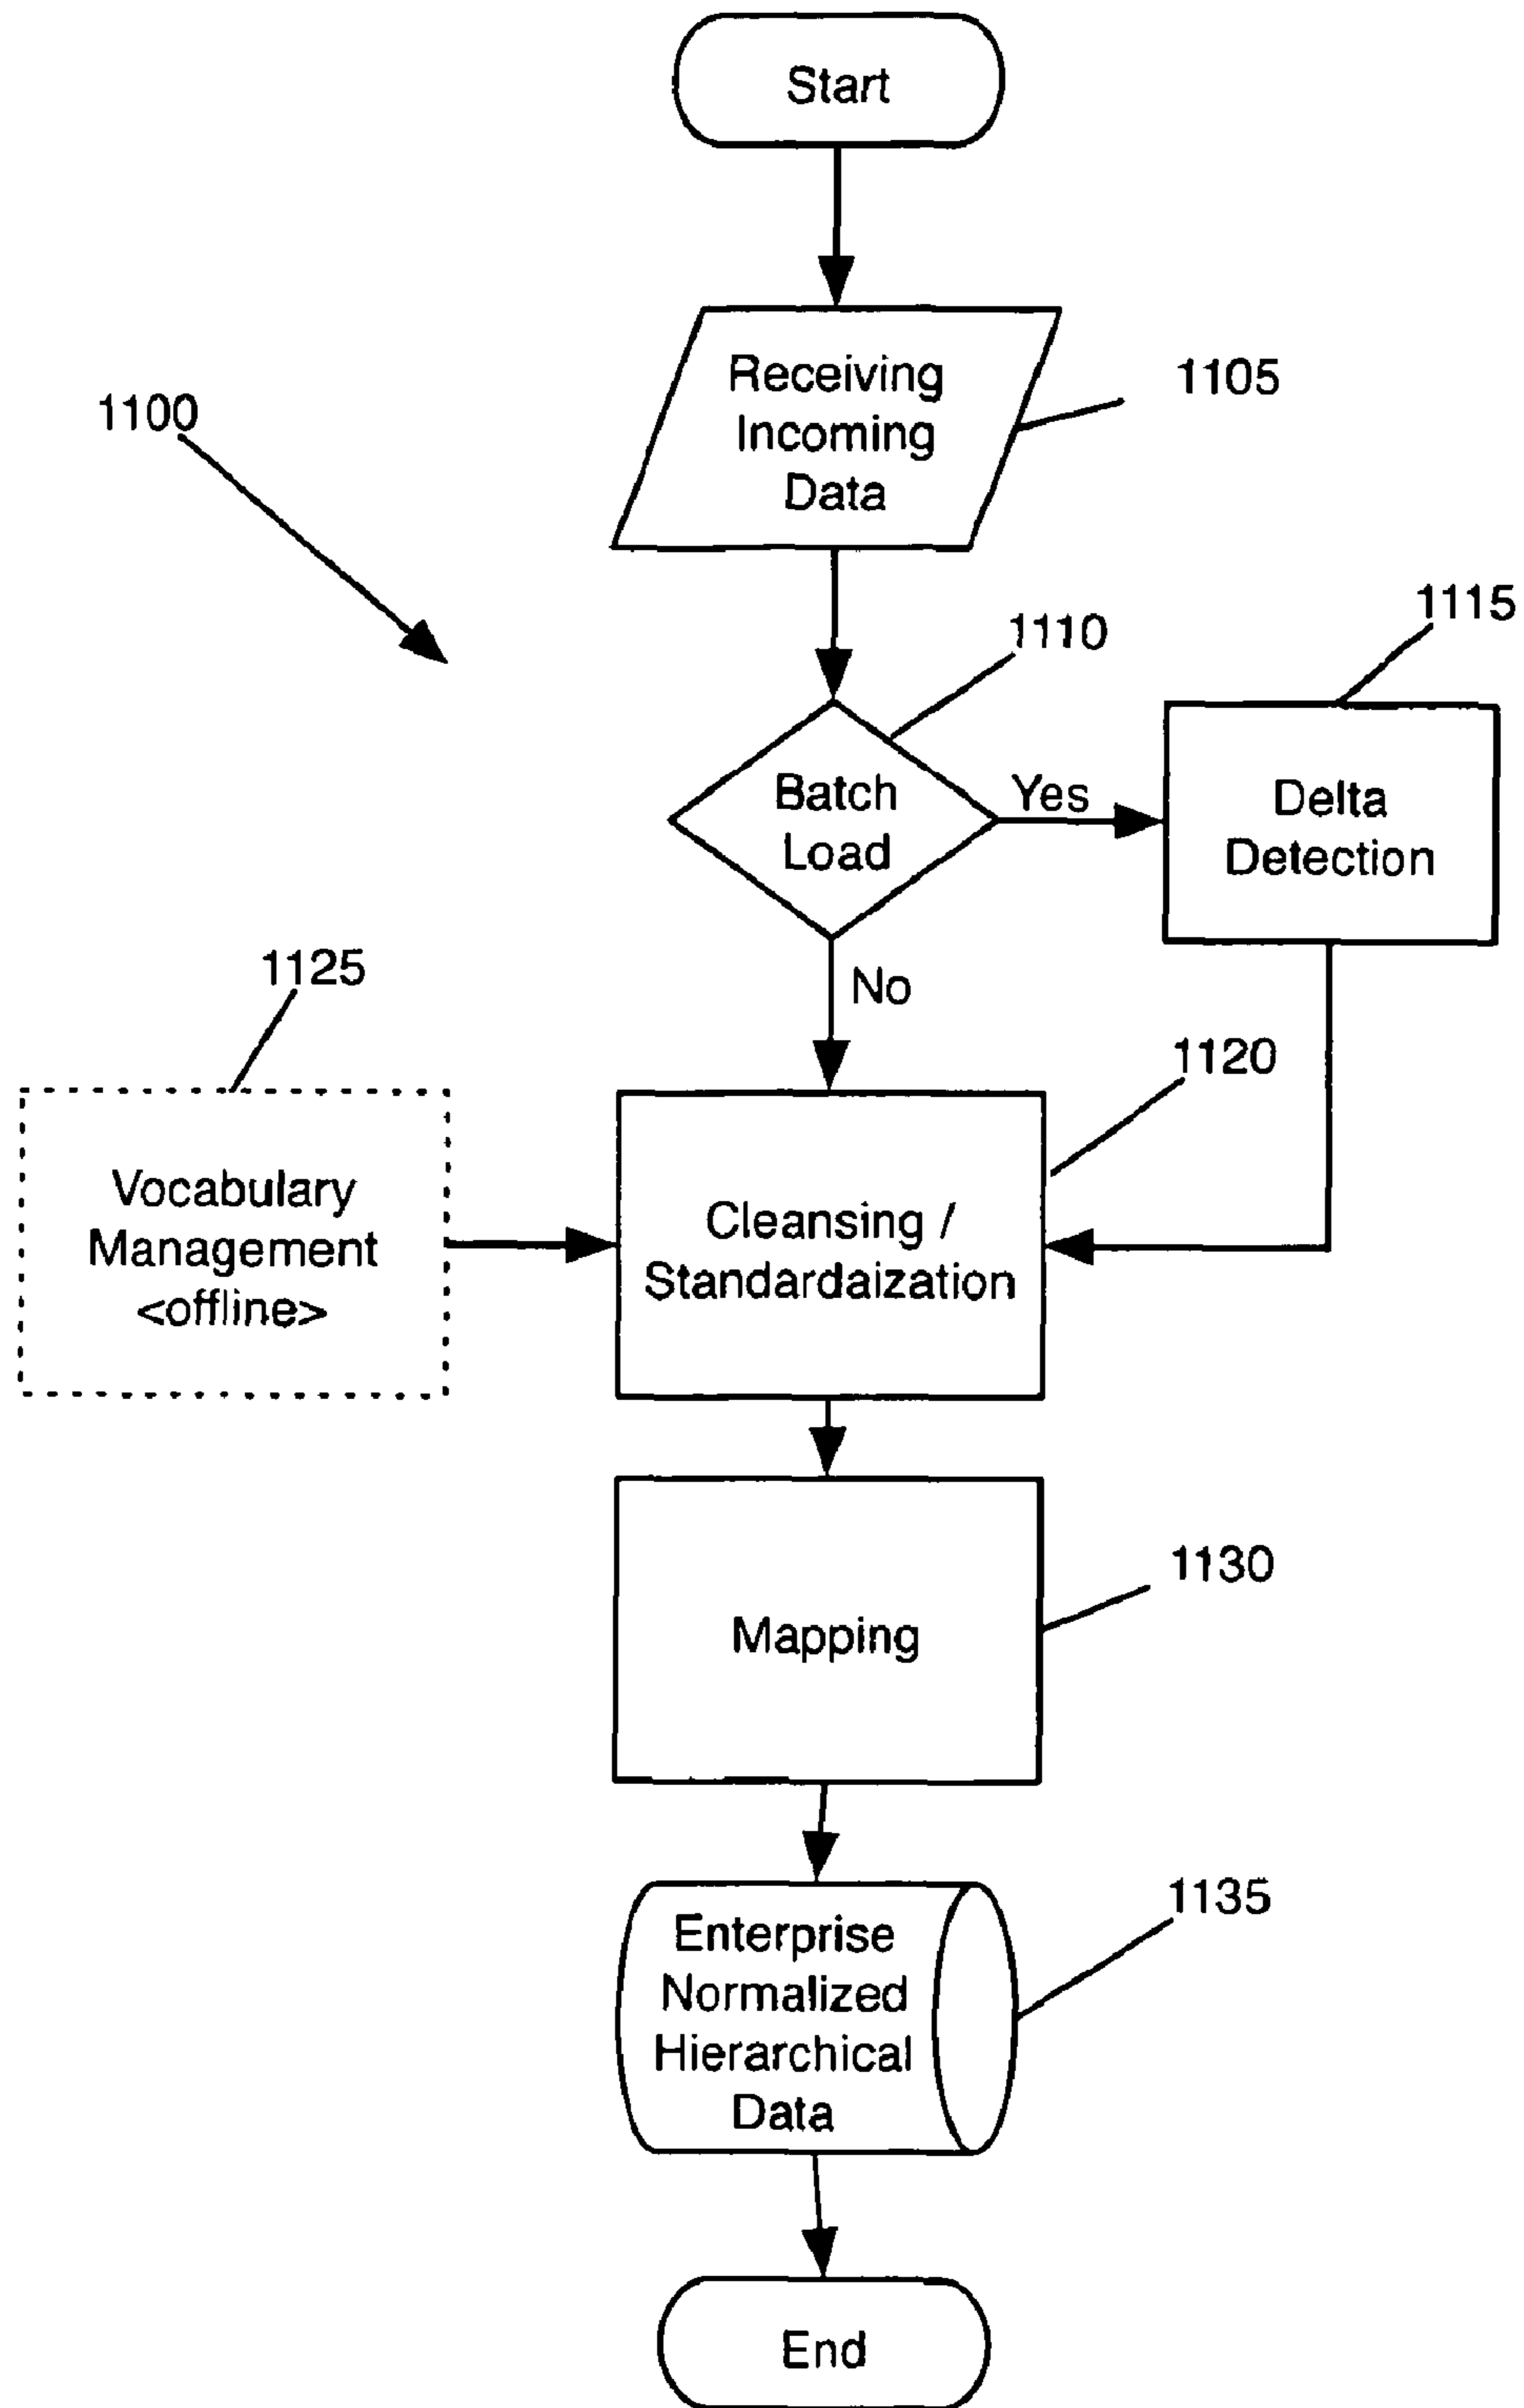 Start
Receiving
Incoming
Data
1105
1100
1110
1115
Batch
Load
Yes
Delta
Detection
No
1125
1120
Vocabulary
Management
<offline>
Cleansing /
Standardaization
1130
Mapping
1135
Enterprise
Normalized
Hierarchical
Data
End